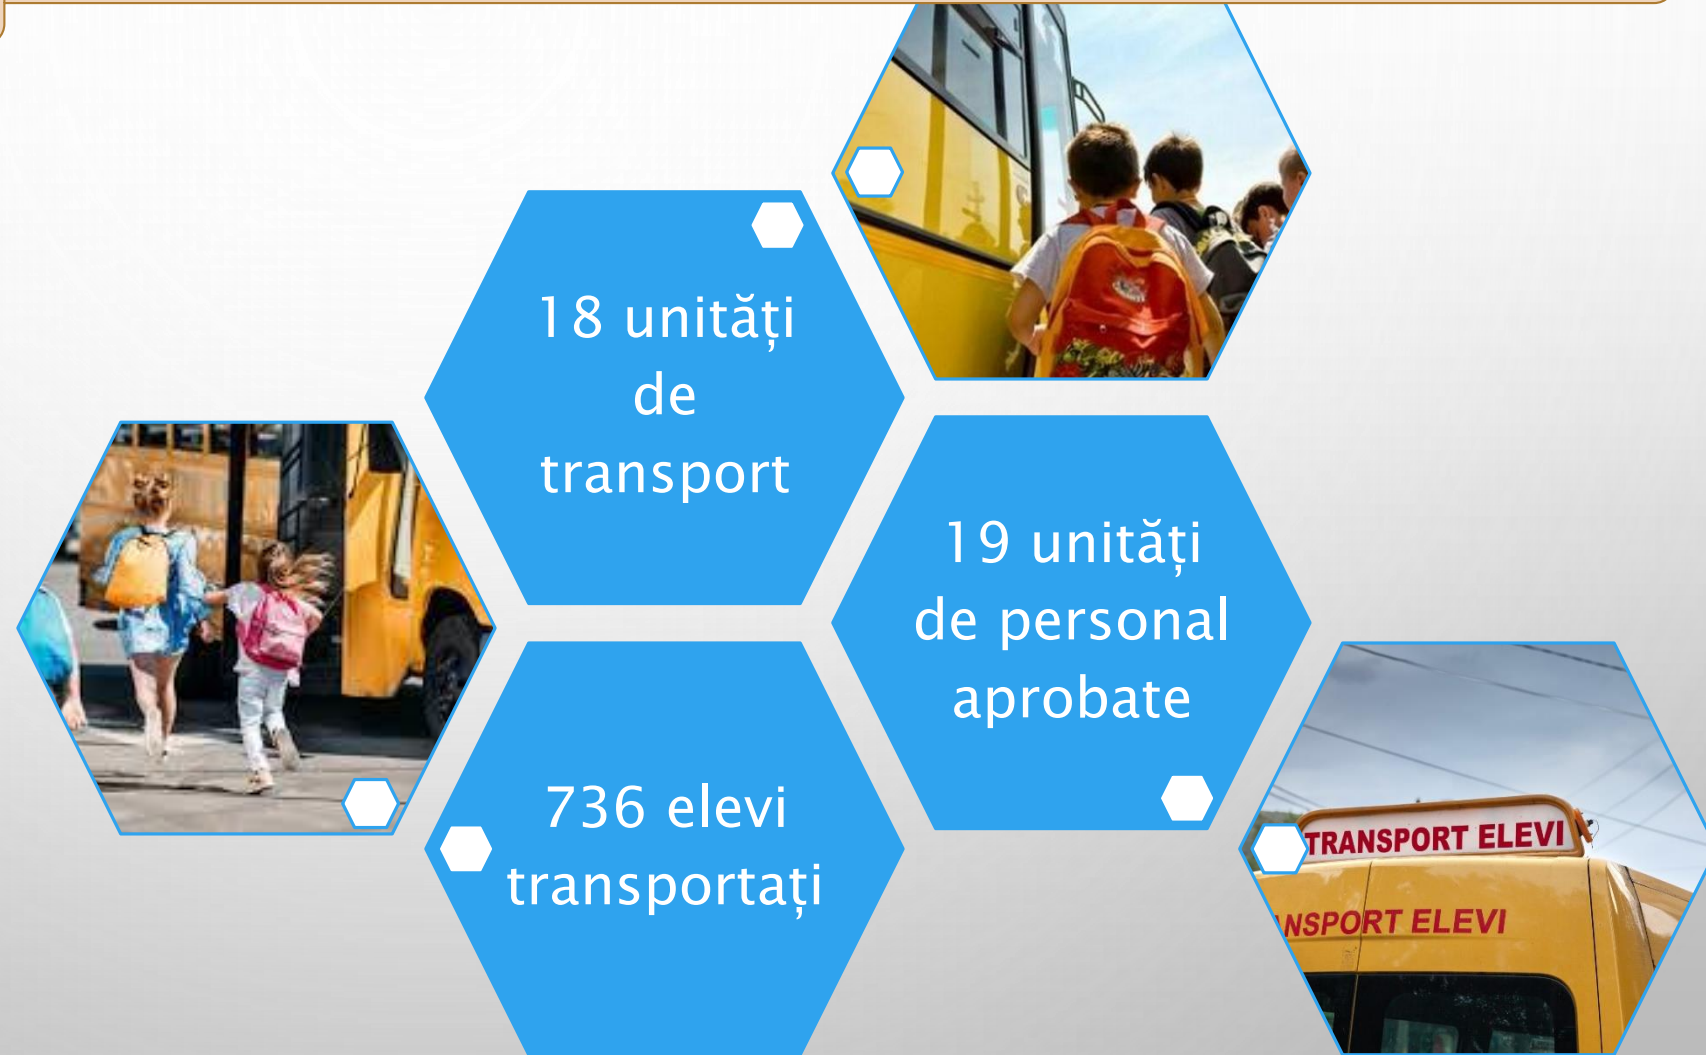 18 unități
de
transport
19 unități
de personal
aprobate
736 elevi
transportați
TRANSPORT ELEVI
NSPORT ELEVI